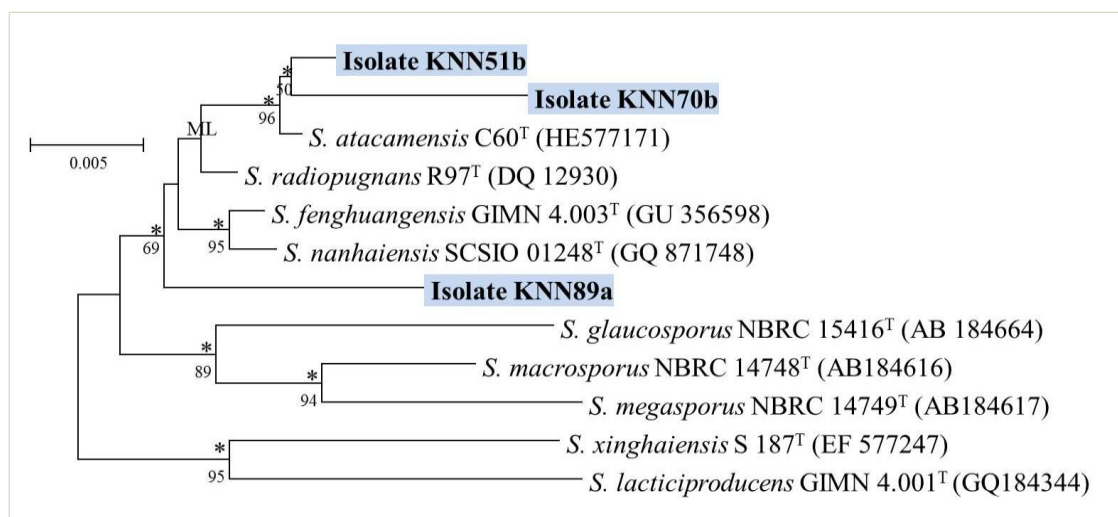 Isolate KNN51b
*
50
Isolate KNN70b
*
96
S. atacamensis C60ᵀ (HE577171)
ML
0.005
S. radiopugnans R97ᵀ (DQ 12930)
S. fenghuangensis GIMN 4.003ᵀ (GU 356598)
*
*
69
95
S. nanhaiensis SCSIO 01248ᵀ (GQ 871748)
Isolate KNN89a
S. glaucosporus NBRC 15416ᵀ (AB 184664)
*
89
S. macrosporus NBRC 14748ᵀ (AB184616)
*
94
S. megasporus NBRC 14749ᵀ (AB184617)
S. xinghaiensis S 187ᵀ (EF 577247)
*
95
S. lacticiproducens GIMN 4.001ᵀ (GQ184344)